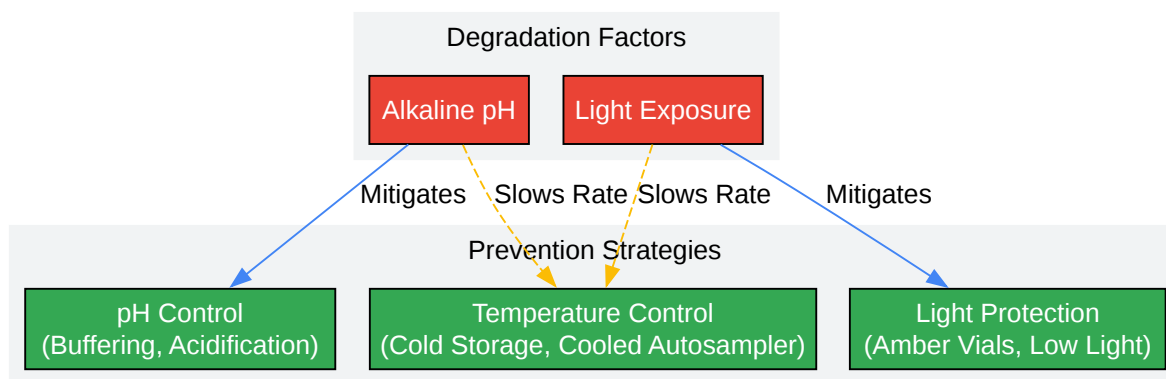 Degradation Factors
Alkaline pH
Light Exposure
Mitigates
Slows Rate
Slows Rate
Mitigates
Prevention Strategies
pH Control
(Buffering, Acidification)
Temperature Control
(Cold Storage, Cooled Autosampler)
Light Protection
(Amber Vials, Low Light)